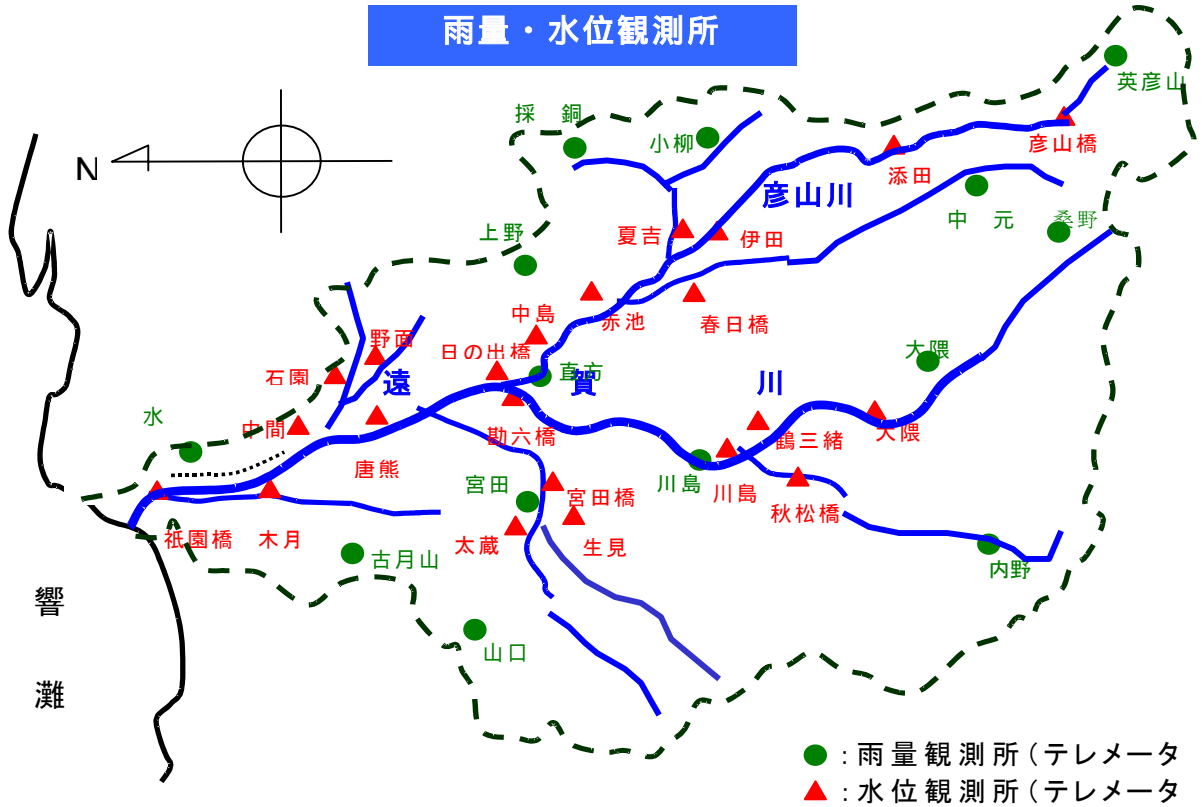 雨量・水位観測所
英彦山
採 銅
小柳
彦山橋
N
添田
彦山川
中 元
桑野
上野
夏吉
伊田
中島
赤池
春日橋
野面
日の出橋
大隈
石園
遠
直方
賀
川
水
中間
勘六橋
鶴三緒
大隈
唐熊
宮田
宮田橋
川島
川島
秋松橋
祇園橋
木月
太蔵
生見
古月山
内野
響
山口
灘
：雨量観測所（テレメータ
：水位観測所（テレメータ